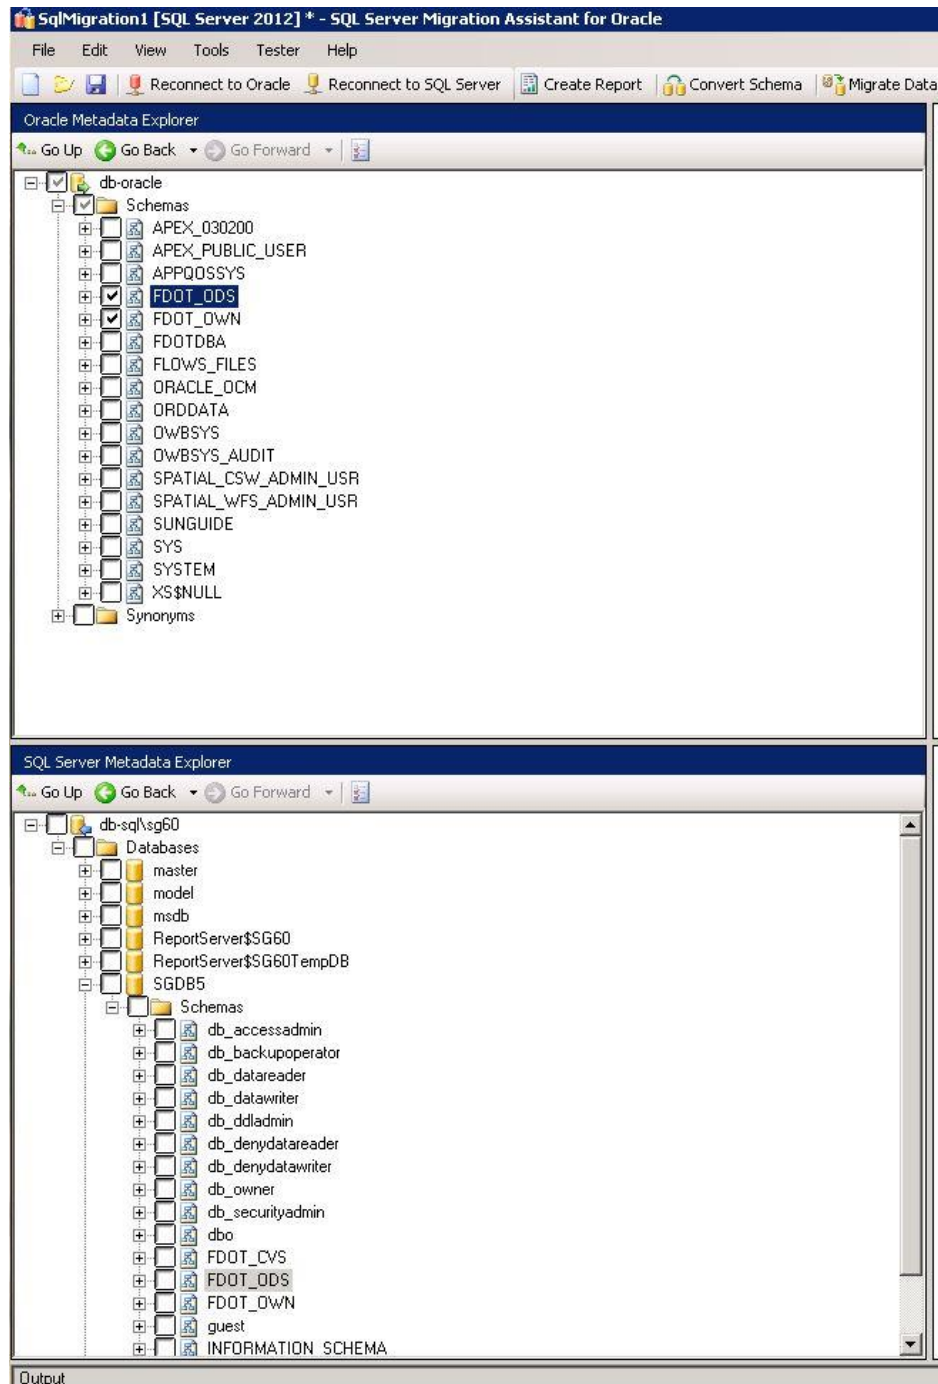 SqlMigration1 [SQL Server 2012] * - SQL Server Migration Assistant for Oracle
File Edit View Tools Tester Help
Reconnect to Oracle Reconnect to SQL Server Create Report Convert Schema Migrate Data
Oracle Metadata Explorer
Go Up Go Back Go Forward
db-oracle
Schemas
APEX_030200
APEX_PUBLIC_USER
APPQOSSYS
FDOT_ODS
FDOT_OWN
FDOTDBA
FLOWS_FILES
ORACLE_OCM
ORDDATA
OWBSYS
OWBSYS_AUDIT
SPATIAL_CSW_ADMIN_USR
SPATIAL_WFS_ADMIN_USR
SUNGUIDE
SYS
SYSTEM
XS$NULL
Synonyms
SQL Server Metadata Explorer
Go Up Go Back Go Forward
db-sql\sg60
Databases
master
model
msdb
ReportServer$SG60
ReportServer$SG60TempDB
SGDB5
Schemas
db_accessadmin
db_backupoperator
db_datareader
db_datawriter
db_ddladmin
db_denydatareader
db_denydatawriter
db_owner
db_securityadmin
dbo
FDOT_CVS
FDOT_ODS
FDOT_OWN
guest
INFORMATION_SCHEMA
Output